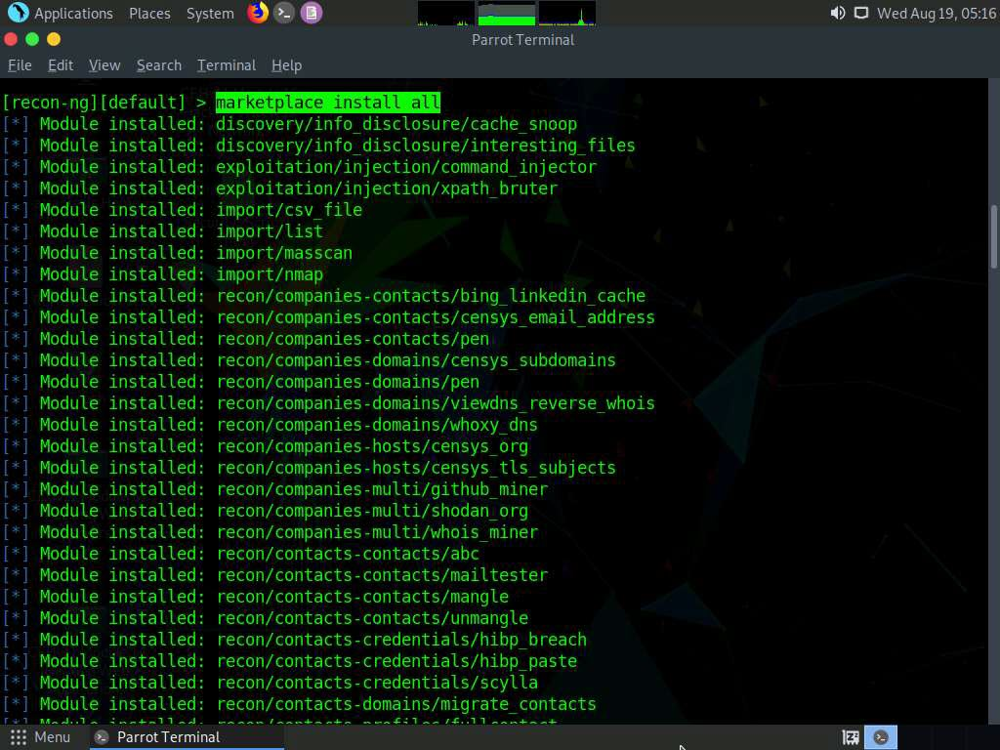 Applications Places System Wed Aug 19, 05:16
Parrot Terminal
File Edit View Search Terminal Help
[recon-ng][default] > marketplace install all
[*] Module installed: discovery/info_disclosure/cache_snoop
[*] Module installed: discovery/info_disclosure/interesting_files
[*] Module installed: exploitation/injection/command_injector
[*] Module installed: exploitation/injection/xpath_bruter
[*] Module installed: import/csv_file
[*] Module installed: import/list
[*] Module installed: import/masscan
[*] Module installed: import/nmap
[*] Module installed: recon/companies-contacts/bing_linkedin_cache
[*] Module installed: recon/companies-contacts/censys_email_address
[*] Module installed: recon/companies-contacts/pen
[*] Module installed: recon/companies-domains/censys_subdomains
[*] Module installed: recon/companies-domains/pen
[*] Module installed: recon/companies-domains/viewdns_reverse_whois
[*] Module installed: recon/companies-domains/whoxy_dns
[*] Module installed: recon/companies-hosts/censys_org
[*] Module installed: recon/companies-hosts/censys_tls_subjects
[*] Module installed: recon/companies-multi/github_miner
[*] Module installed: recon/companies-multi/shodan_org
[*] Module installed: recon/companies-multi/whois_miner
[*] Module installed: recon/contacts-contacts/abc
[*] Module installed: recon/contacts-contacts/mailtester
[*] Module installed: recon/contacts-contacts/mangle
[*] Module installed: recon/contacts-contacts/unmangle
[*] Module installed: recon/contacts-credentials/hibp_breach
[*] Module installed: recon/contacts-credentials/hibp_paste
[*] Module installed: recon/contacts-credentials/scylla
[*] Module installed: recon/contacts-domains/migrate_contacts
[*] Module installed: recon/contacts-profiles/fullcontact
Menu Parrot Terminal